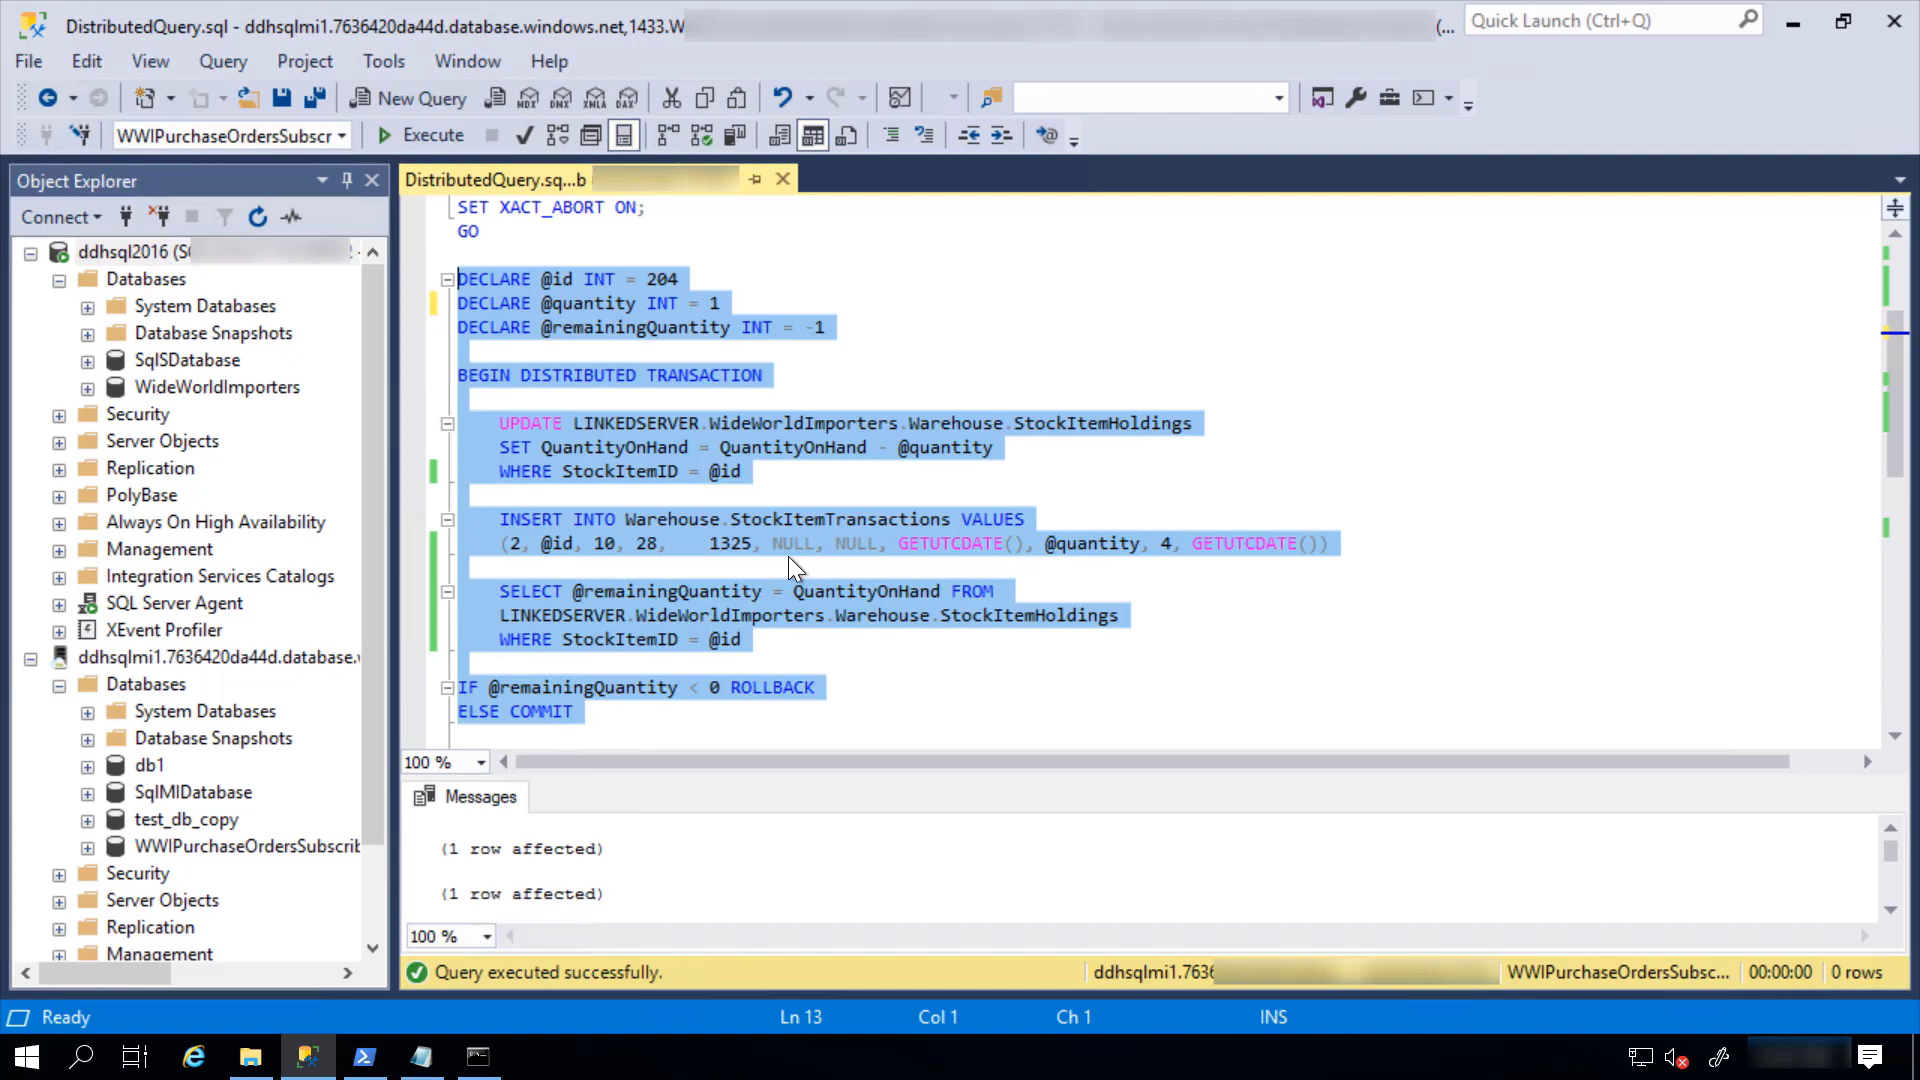 DistributedQuery.sql - ddhsqlmi1.7636420da44d.database.windows.net,1433.W
(...
Quick Launch (Ctrl+Q)
File Edit View Query Project Tools Window Help
New Query
MDX DMX XMLA DAX
WWIPurchaseOrdersSubscr
Execute
Object Explorer
Connect
ddhsql2016 (S
Databases
System Databases
Database Snapshots
SqlSDatabase
WideWorldImporters
Security
Server Objects
Replication
PolyBase
Always On High Availability
Management
Integration Services Catalogs
SQL Server Agent
XEvent Profiler
ddhsqlmi1.7636420da44d.database.
Databases
System Databases
Database Snapshots
db1
SqlMIDatabase
test_db_copy
WWIPurchaseOrdersSubscrib
Security
Server Objects
Replication
Management
DistributedQuery.sq...b
SET XACT_ABORT ON;
GO
DECLARE @id INT = 204
DECLARE @quantity INT = 1
DECLARE @remainingQuantity INT = -1
BEGIN DISTRIBUTED TRANSACTION
UPDATE LINKEDSERVER.WideWorldImporters.Warehouse.StockItemHoldings
SET QuantityOnHand = QuantityOnHand - @quantity
WHERE StockItemID = @id
INSERT INTO Warehouse.StockItemTransactions VALUES
(2, @id, 10, 28, 1325, NULL, NULL, GETUTCDATE(), @quantity, 4, GETUTCDATE())
SELECT @remainingQuantity = QuantityOnHand FROM
LINKEDSERVER.WideWorldImporters.Warehouse.StockItemHoldings
WHERE StockItemID = @id
IF @remainingQuantity < 0 ROLLBACK
ELSE COMMIT
100 %
Messages
(1 row affected)
(1 row affected)
100 %
Query executed successfully.
ddhsqlmi1.7636
WWIPurchaseOrdersSubsc...
00:00:00
0 rows
Ready
Ln 13
Col 1
Ch 1
INS